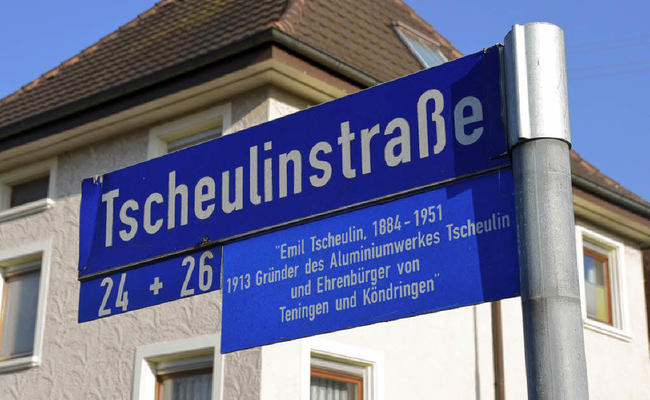 Tscheulinstraße
24 + 26
"Emil Tscheulin, 1884 - 1951
1913 Gründer des Aluminiumwerkes Tscheulin
und Ehrenbürger von
Teningen und Köndringen"